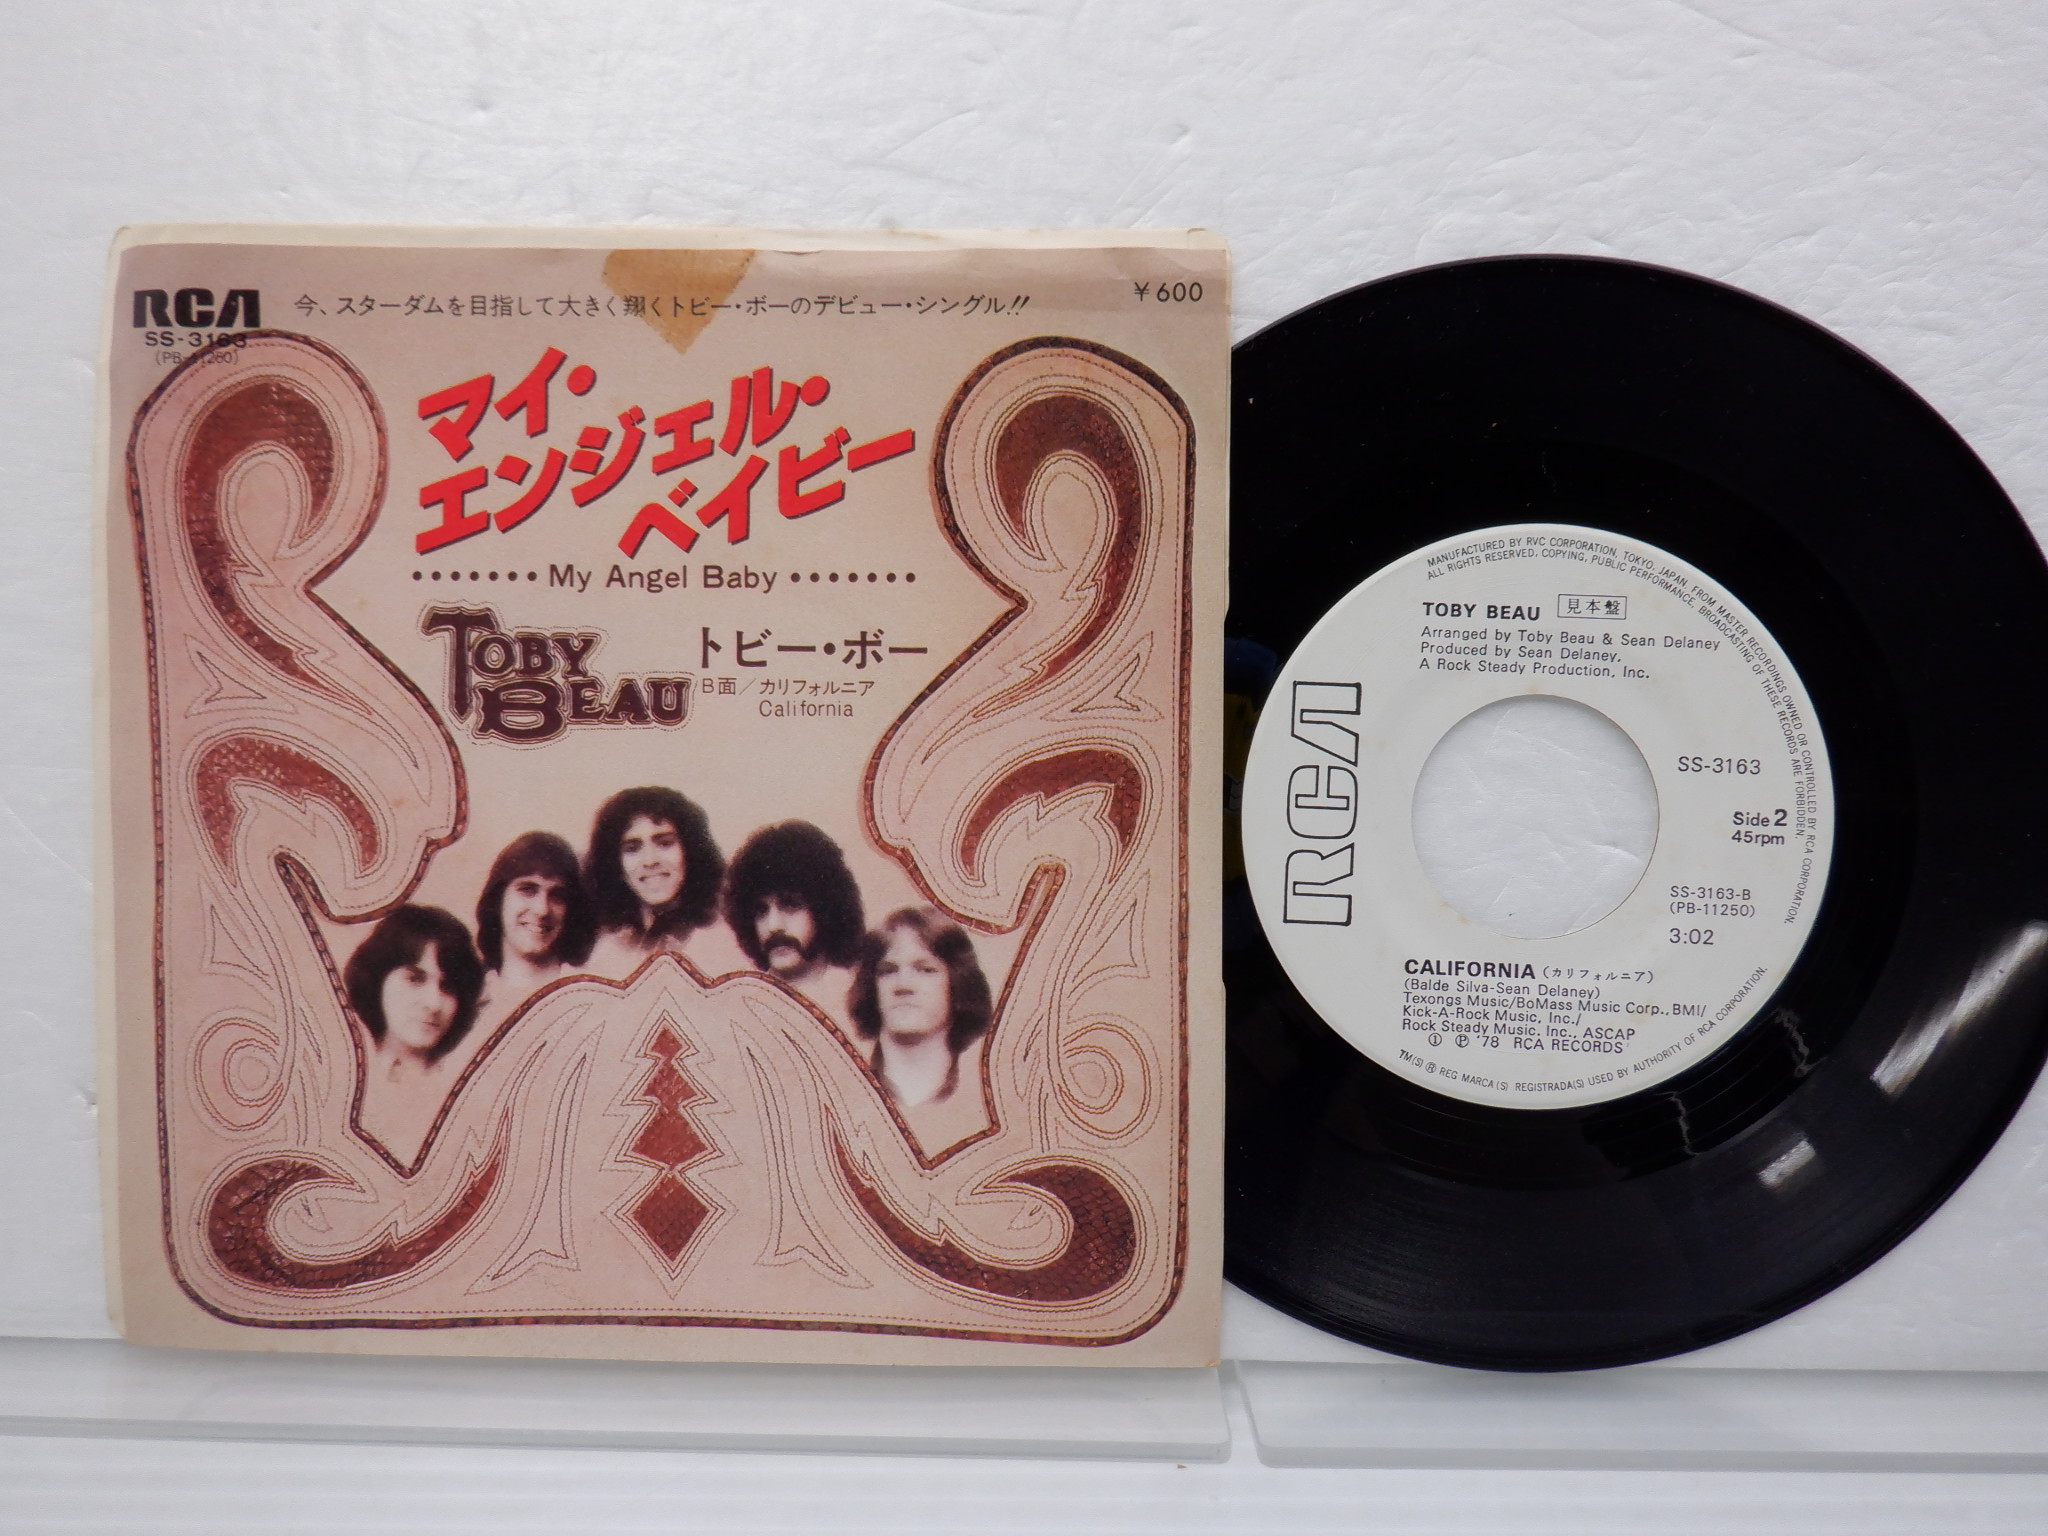 RCA
SS-3163
(PB-11250)
今、スターダムを目指して大きく翔くトビー・ボーのデビュー・シングル!!
￥600
マイ・
エンジェル・
ベイビー
·······My Angel Baby·······
TOBY
BEAU
トビー・ボー
B面／カリフォルニア
California
MANUFACTURED BY RVC CORPORATION, TOKYO, JAPAN, FROM MASTER RECORDINGS OWNED OR CONTROLLED BY RCA CORPORATION.
ALL RIGHTS RESERVED, COPYING, PUBLIC PERFORMANCE, BROADCASTING OF THESE RECORDS ARE FORBIDDEN.
TOBY BEAU 見本盤
Arranged by Toby Beau & Sean Delaney
Produced by Sean Delaney.
A Rock Steady Production, Inc.
RCA
SS-3163
Side 2
45rpm
SS-3163-B
(PB-11250)
3:02
CALIFORNIA (カリフォルニア)
(Balde Silva-Sean Delaney)
Texongs Music/BoMass Music Corp., BMI/
Kick-A-Rock Music, Inc./
Rock Steady Music, Inc., ASCAP
① Ⓟ '78 RCA RECORDS
TM(S) ® REG MARCA(S) REGISTRADA(S) USED BY AUTHORITY OF RCA CORPORATION.